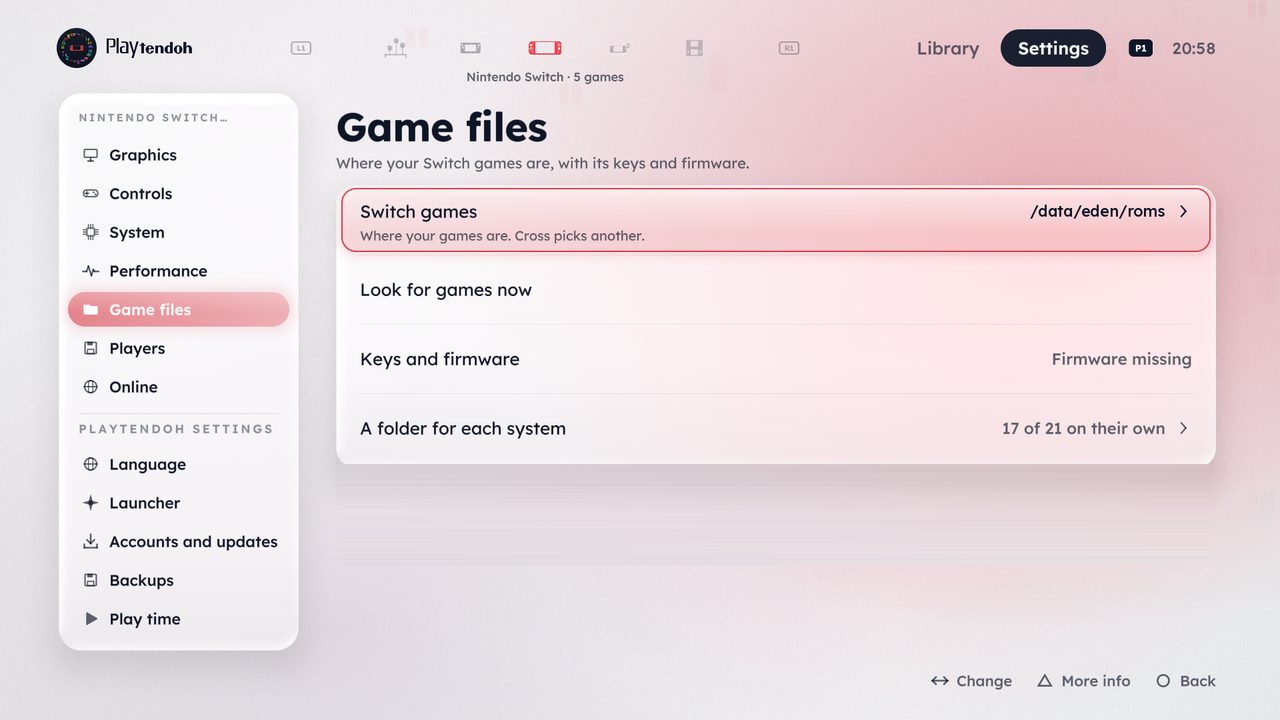 Playtendoh
L1
R1
Library
Settings
P1
20:58
Nintendo Switch · 5 games
NINTENDO SWITCH…
Graphics
Controls
System
Performance
Game files
Players
Online
PLAYTENDOH SETTINGS
Language
Launcher
Accounts and updates
Backups
Play time
Game files
Where your Switch games are, with its keys and firmware.
Switch games
/data/eden/roms
Where your games are. Cross picks another.
Look for games now
Keys and firmware
Firmware missing
A folder for each system
17 of 21 on their own
Change
More info
Back